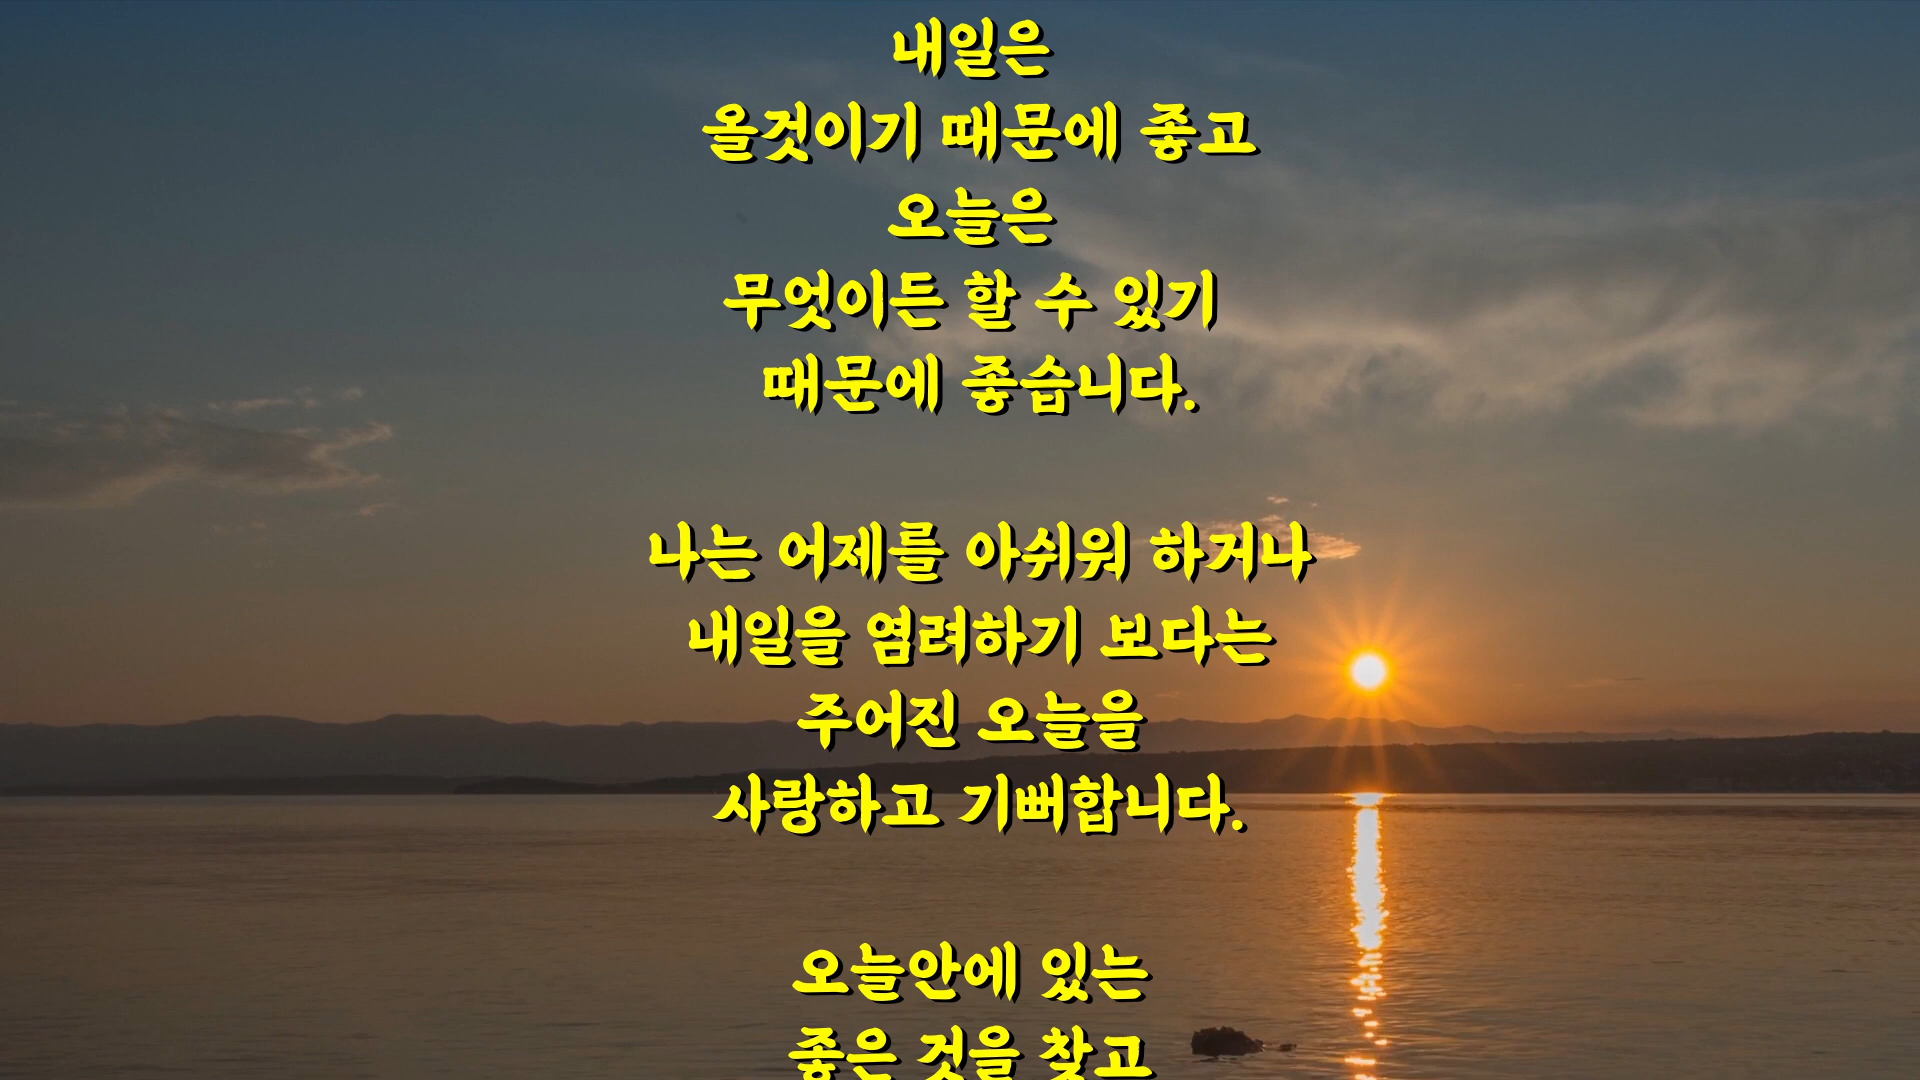 내일은
올것이기 때문에 좋고
오늘은
무엇이든 할 수 있기
때문에 좋습니다.
나는 어제를 아쉬워 하거나
내일을 염려하기 보다는
주어진 오늘을
사랑하고 기뻐합니다.
오늘안에 있는
좋은 것을 찾고